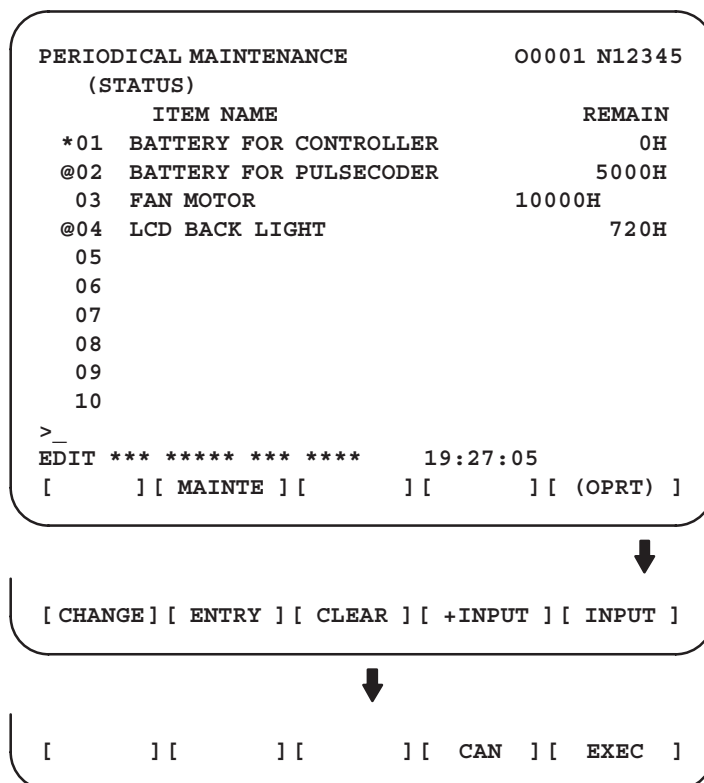 PERIODICAL MAINTENANCE O0001 N12345
(STATUS)
ITEM NAME REMAIN
*01 BATTERY FOR CONTROLLER 0H
@02 BATTERY FOR PULSECODER 5000H
03 FAN MOTOR 10000H
@04 LCD BACK LIGHT 720H
05
06
07
08
09
10
>_
EDIT *** ***** *** **** 19:27:05
[ ] [ MAINTE ] [ ] [ ] [ (OPRT) ]
[ CHANGE ] [ ENTRY ] [ CLEAR ] [ +INPUT ] [ INPUT ]
[ ] [ ] [ ] [ CAN ] [ EXEC ]